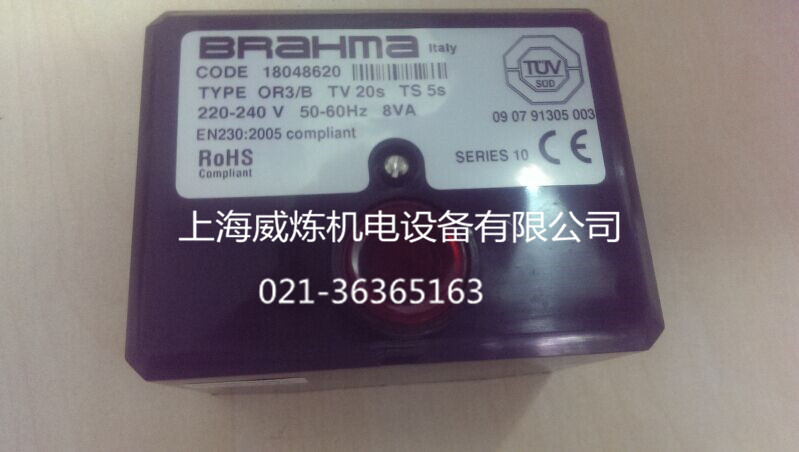 BRAHMA Italy
CODE 18048620
TYPE OR3/B TV 20s TS 5s
220-240 V 50-60Hz 8VA
EN230:2005 compliant
RoHS
Compliant
TÜV
SÜD
09 07 91305 003
SERIES 10 CE
上海威炼机电设备有限公司
021-36365163